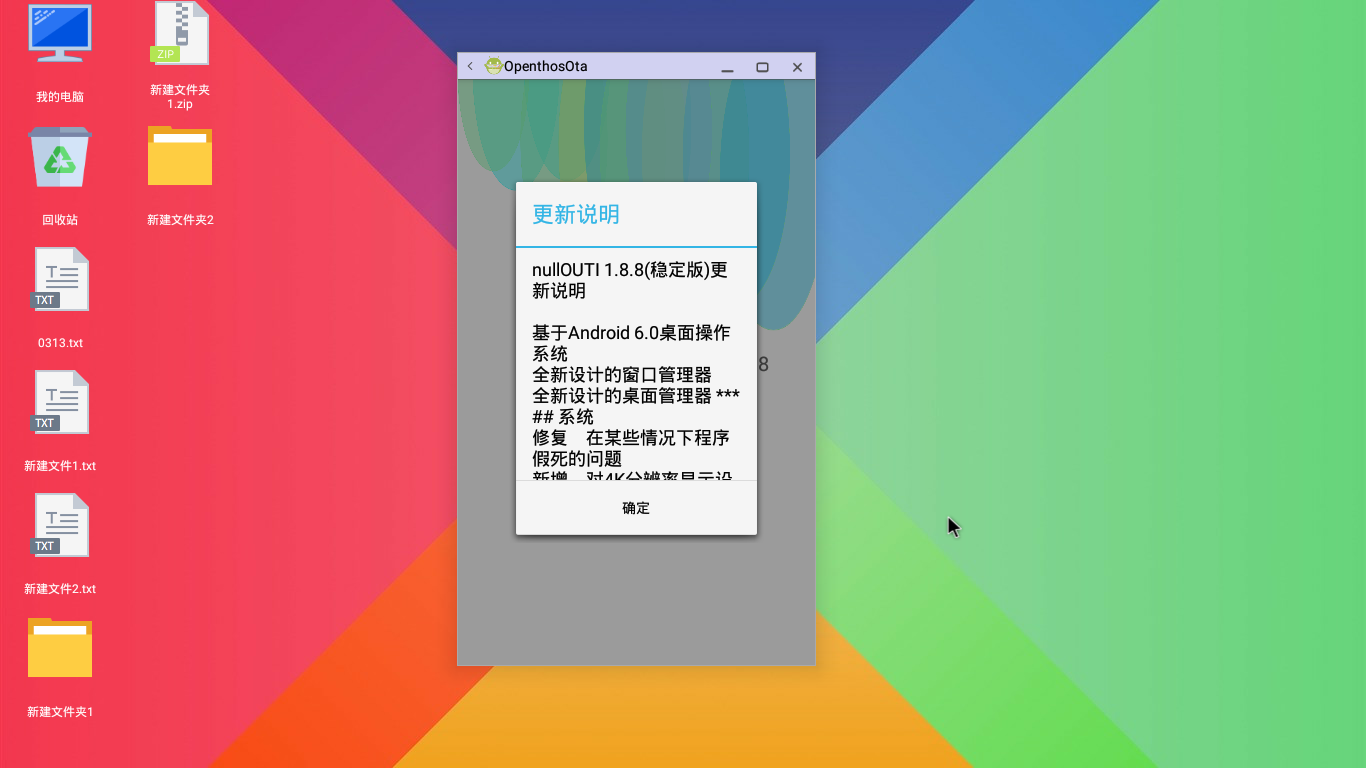 我的电脑
新建文件夹
1.zip
ZIP
回收站
新建文件夹2
TXT
0313.txt
TXT
新建文件1.txt
TXT
新建文件2.txt
新建文件夹1
OpenthosOta
8
更新说明
nullOUTI 1.8.8(稳定版)更
新说明
基于Android 6.0桌面操作
系统
全新设计的窗口管理器
全新设计的桌面管理器 ***
## 系统
修复 在某些情况下程序
假死的问题
新增 对4K分辨率显示设
确定